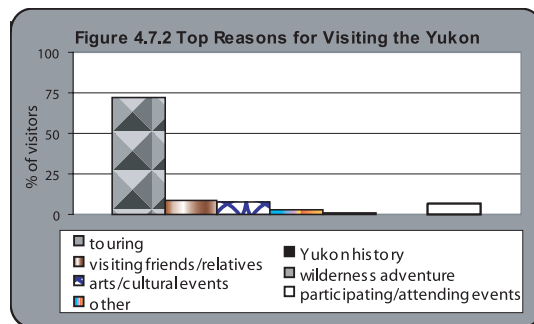 Figure 4.7.2 Top Reasons for Visiting the Yukon
100
75
50
25
0
% of visitors
touring
visiting friends/relatives
arts/cultural events
other
Yukon history
wilderness adventure
participating/attending events